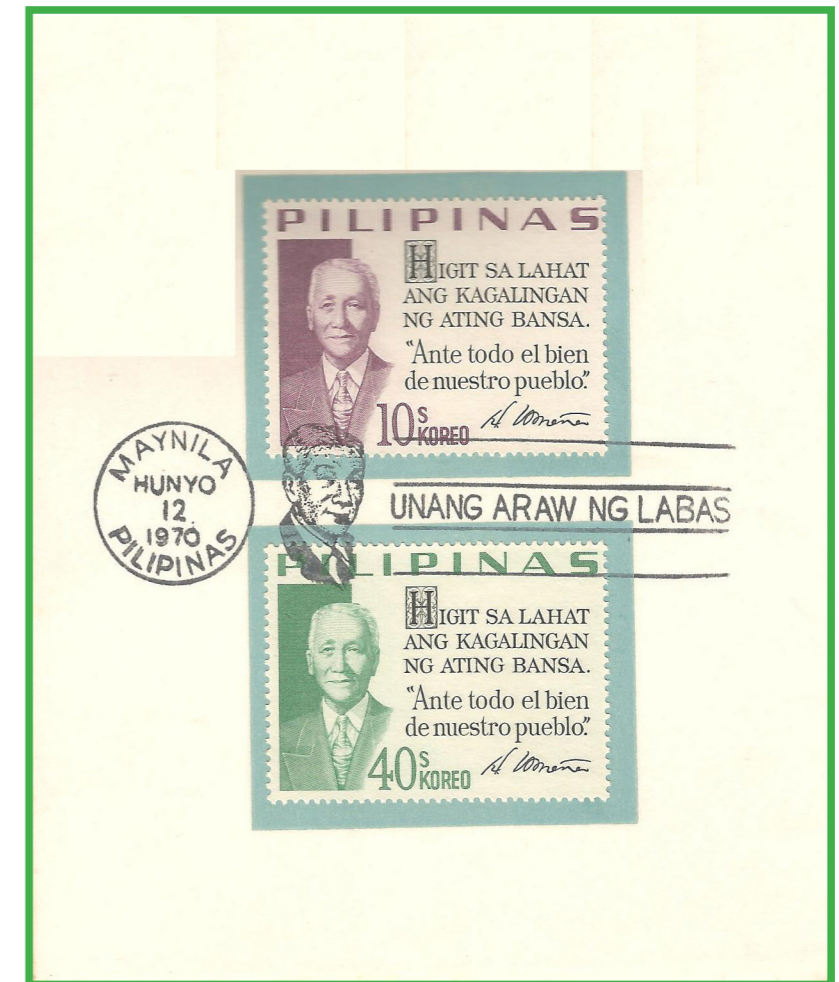 PILIPINAS
HIGIT SA LAHAT
ANG KAGALINGAN
NG ATING BANSA.
"Ante todo el bien
de nuestro pueblo."
10s KOREO
MAYNILA
HUNYO
12
1970
PILIPINAS
UNANG ARAW NG LABAS
PILIPINAS
HIGIT SA LAHAT
ANG KAGALINGAN
NG ATING BANSA.
"Ante todo el bien
de nuestro pueblo."
40s KOREO